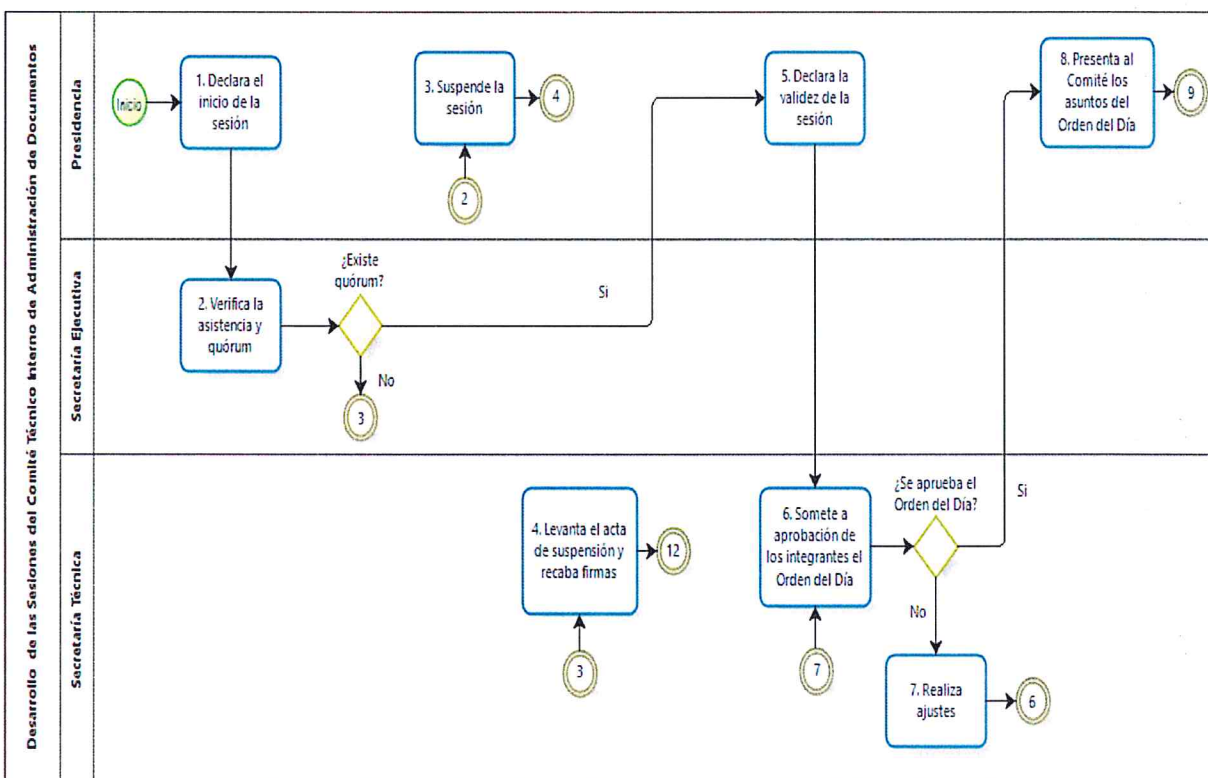 Desarrollo de las Sesiones del Comité Técnico Interno de Administración de Documentos
Presidencia
Inicio
1. Declara el
inicio de la
sesión
3. Suspende la
sesión
4
2
5. Declara la
validez de la
sesión
8. Presenta al
Comité los
asuntos del
Orden del Día
9
Secretaría Ejecutiva
2. Verifica la
asistencia y
quórum
¿Existe
quórum?
Si
No
3
Secretaría Técnica
4. Levanta el acta
de suspensión y
recaba firmas
12
3
6. Somete a
aprobación de
los integrantes el
Orden del Día
7
¿Se aprueba el
Orden del Día?
Si
No
7. Realiza
ajustes
6